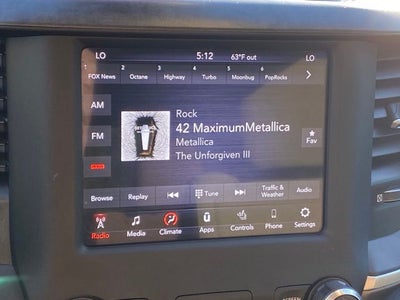 LO 5:12 63°F out LO
1 FOX News 2 Octane 3 Highway 4 Turbo 5 Moonbug 6 PopRocks
AM
Rock
42 MaximumMetallica
FM
Metallica
Fav
The Unforgiven III
Browse Replay Tune Traffic & Weather Audio
Radio Media Climate Apps Controls Phone Settings
SCREEN